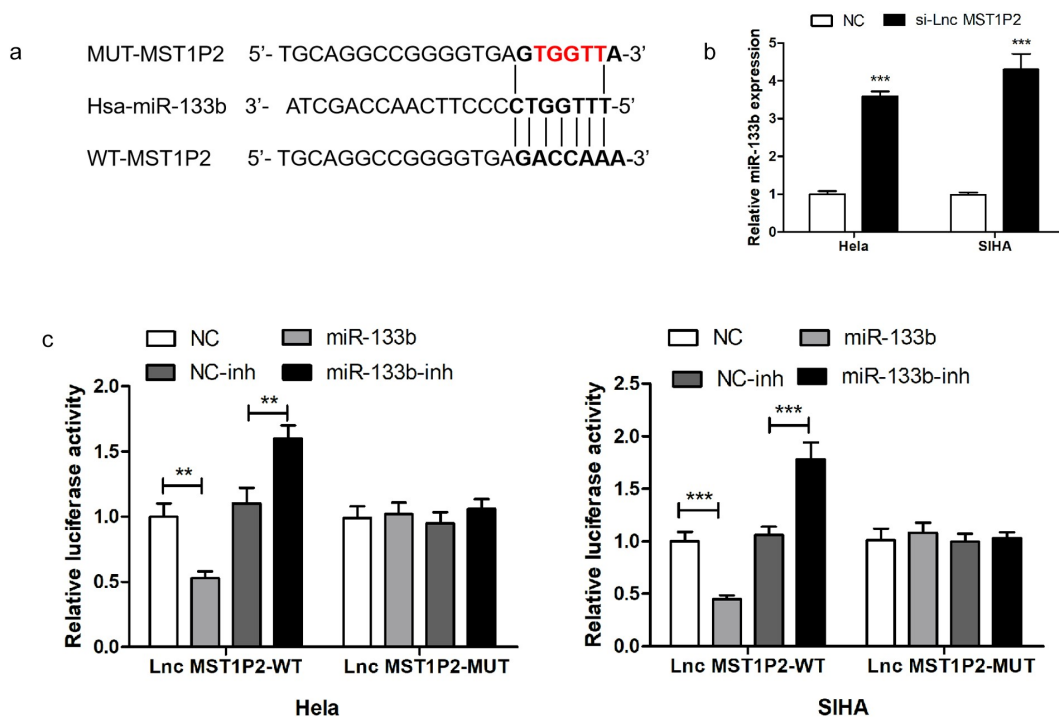 a
MUT-MST1P2 5'- TGCAGGCCGGGGTGAGTGGTTA-3'
Hsa-miR-133b 3'- ATCGACCAACTTCCCCTGGTTT-5'
WT-MST1P2 5'- TGCAGGCCGGGGTGAGACCAAA-3'
b
NC si-Lnc MST1P2
Relative miR-133b expression
5
4
3
2
1
0
***
***
Hela SIHA
c
NC miR-133b
NC-inh miR-133b-inh
Relative luciferase activity
2.0
1.5
1.0
0.5
0.0
**
**
Lnc MST1P2-WT Lnc MST1P2-MUT
Hela
NC miR-133b
NC-inh miR-133b-inh
Relative luciferase activity
2.5
2.0
1.5
1.0
0.5
0.0
***
***
Lnc MST1P2-WT Lnc MST1P2-MUT
SIHA